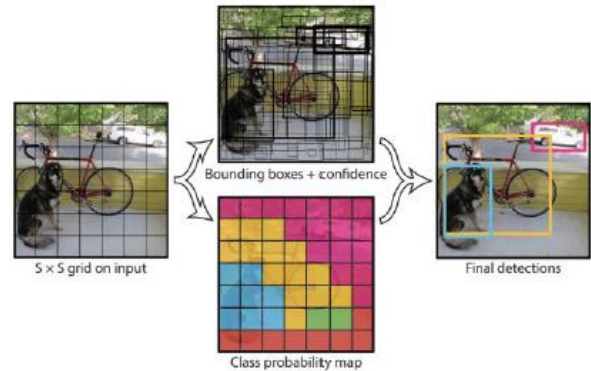 Bounding boxes + confidence
S × S grid on input
Final detections
Class probability map